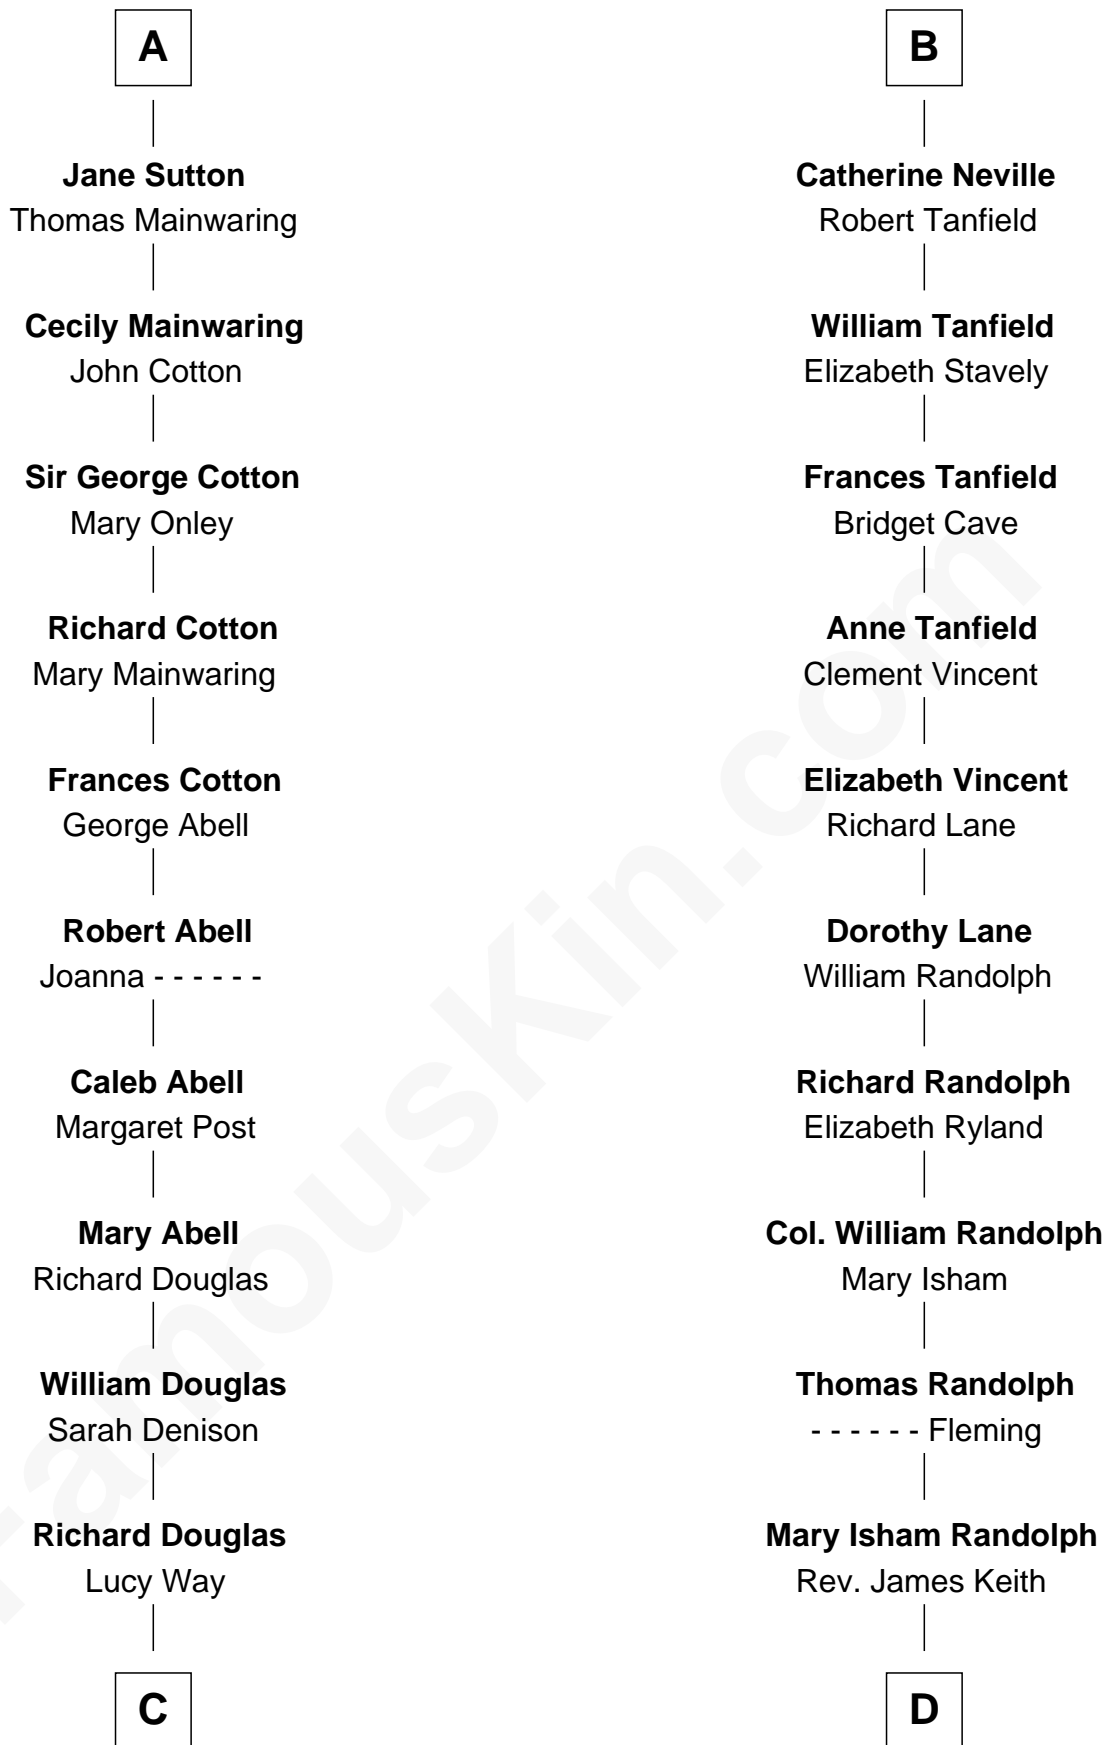 A
Jane Sutton
Thomas Mainwaring
Cecily Mainwaring
John Cotton
Sir George Cotton
Mary Onley
Richard Cotton
Mary Mainwaring
Frances Cotton
George Abell
Robert Abell
Joanna - - - - - -
Caleb Abell
Margaret Post
Mary Abell
Richard Douglas
William Douglas
Sarah Denison
Richard Douglas
Lucy Way
C
B
Catherine Neville
Robert Tanfield
William Tanfield
Elizabeth Stavely
Frances Tanfield
Bridget Cave
Anne Tanfield
Clement Vincent
Elizabeth Vincent
Richard Lane
Dorothy Lane
William Randolph
Richard Randolph
Elizabeth Ryland
Col. William Randolph
Mary Isham
Thomas Randolph
- - - - - - Fleming
Mary Isham Randolph
Rev. James Keith
D
FamousKin.com